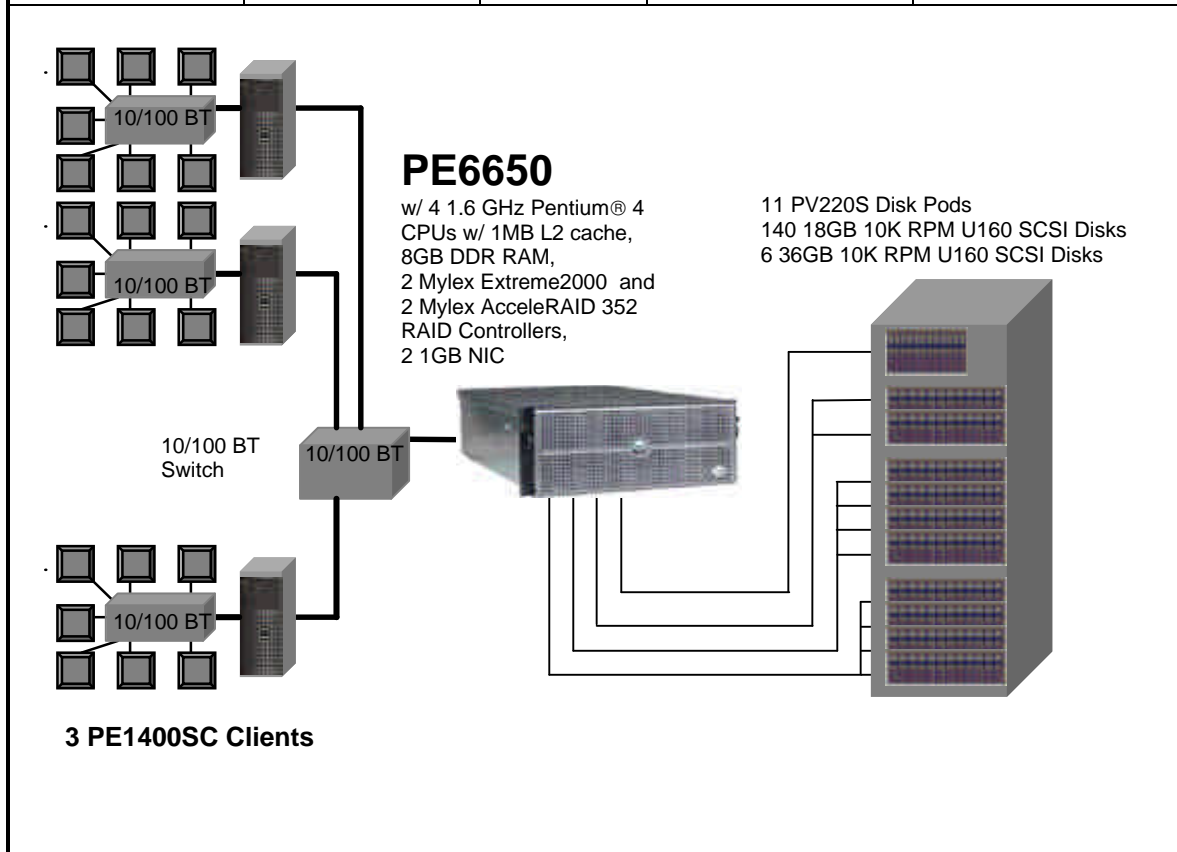 10/100 BT
PE6650
w/ 4 1.6 GHz Pentium® 4
CPUs w/ 1MB L2 cache,
8GB DDR RAM,
2 Mylex Extreme2000 and
2 Mylex AcceleRAID 352
RAID Controllers,
2 1GB NIC
11 PV220S Disk Pods
140 18GB 10K RPM U160 SCSI Disks
6 36GB 10K RPM U160 SCSI Disks
10/100 BT
10/100 BT
Switch
10/100 BT
10/100 BT
3 PE1400SC Clients